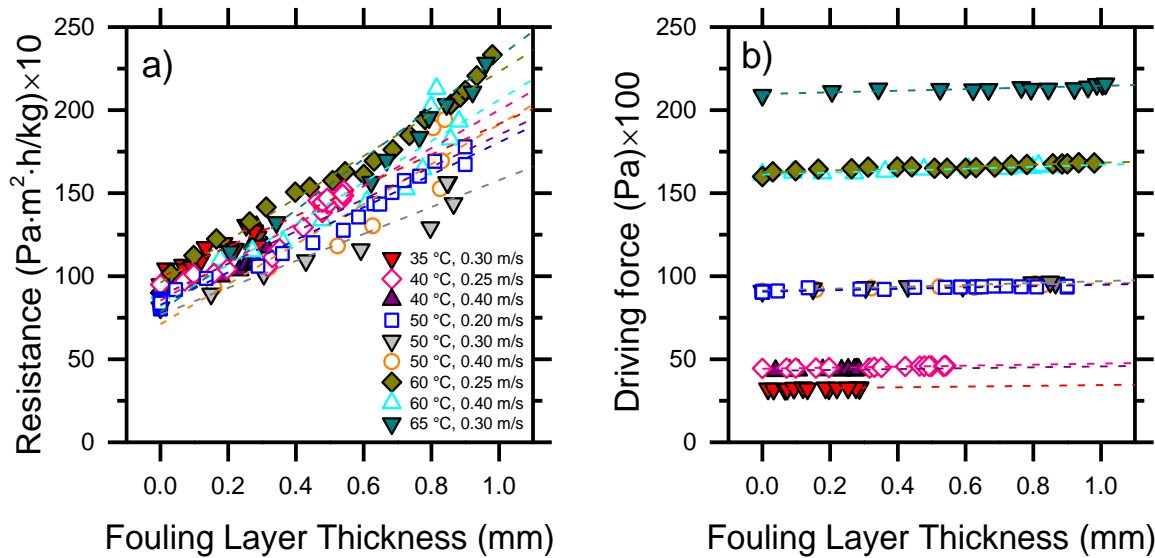 a)
Resistance (Pa·m²·h/kg)×10
250
200
150
100
50
0
0.0 0.2 0.4 0.6 0.8 1.0
Fouling Layer Thickness (mm)
35 °C, 0.30 m/s
40 °C, 0.25 m/s
40 °C, 0.40 m/s
50 °C, 0.20 m/s
50 °C, 0.30 m/s
50 °C, 0.40 m/s
60 °C, 0.25 m/s
60 °C, 0.40 m/s
65 °C, 0.30 m/s
b)
Driving force (Pa)×100
250
200
150
100
50
0
0.0 0.2 0.4 0.6 0.8 1.0
Fouling Layer Thickness (mm)